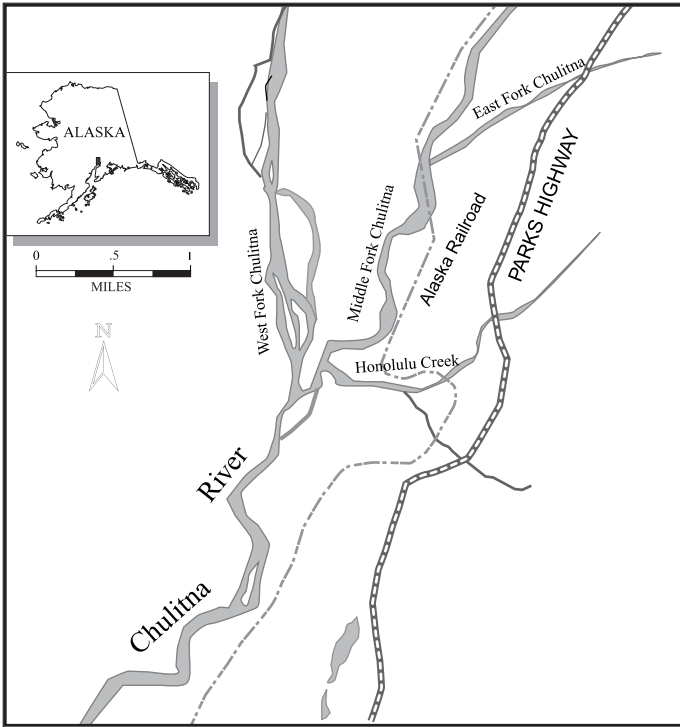 East Fork Chulitna
ALASKA
PARKS HIGHWAY
Middle Fork Chulitna
Alaska Railroad
West Fork Chulitna
0 .5 1
MILES
N
Honolulu Creek
River
Chulitna